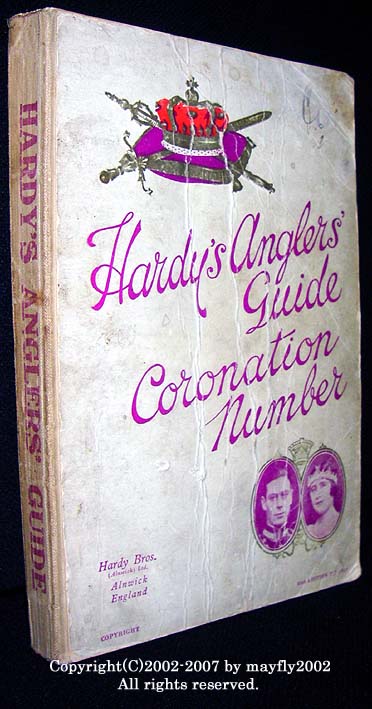 HARDY'S ANGLERS' GUIDE
Hardy's Anglers'
Guide
Coronation
Number
Hardy Bros.
(Alnwick) Ltd.
Alnwick
England
COPYRIGHT
Copyright(C)2002-2007 by mayfly2002
All rights reserved.